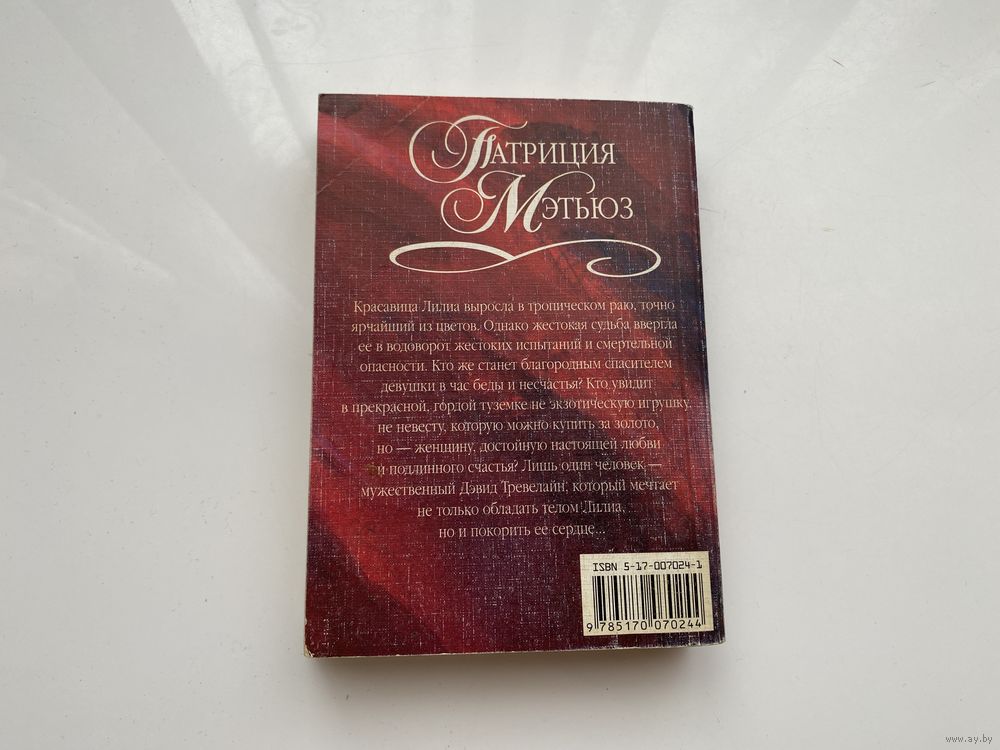 Патриция
Мэтьюз
Красавица Лилиа выросла в тропическом раю, точно
ярчайший из цветов. Однако жестокая судьба ввергла
ее в водоворот жестоких испытаний и смертельной
опасности. Кто же станет благородным спасителем
девушки в час беды и несчастья? Кто увидит
в прекрасной, гордой туземке не экзотическую игрушку,
не невесту, которую можно купить за золото,
но — женщину, достойную настоящей любви
и подлинного счастья? Лишь один человек —
мужественный Дэвид Тревелайн, который мечтает
не только обладать телом Лилиа,
но и покорить ее сердце...
ISBN 5-17-007024-1
9 785170 070244
www.ay.by